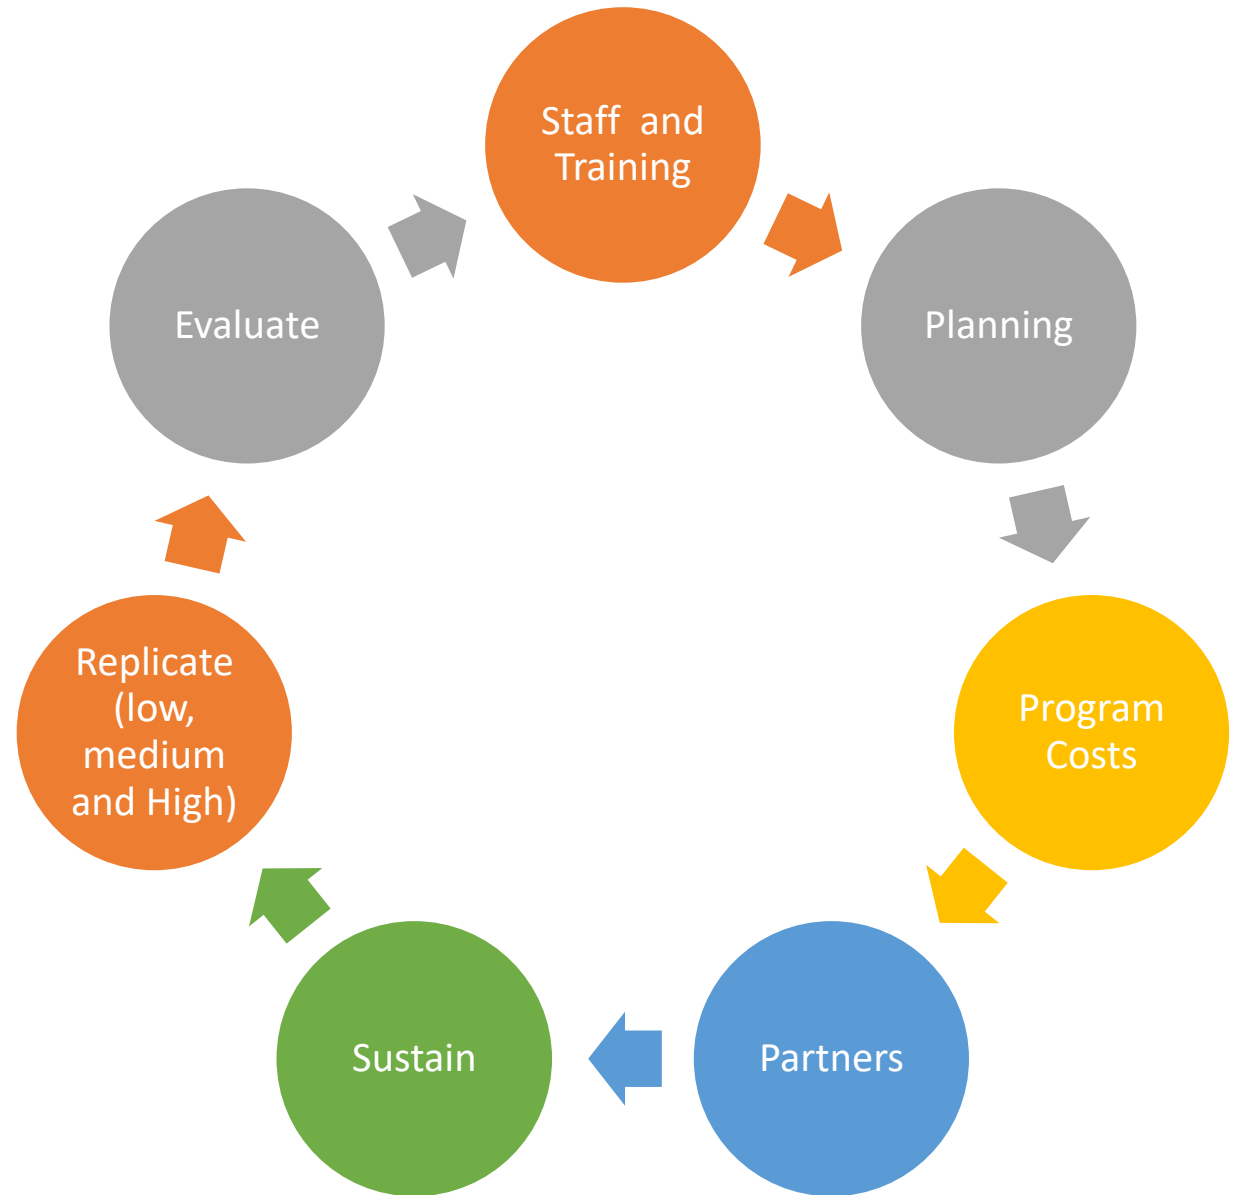 Staff  and
Training
Planning
Program
Costs
Partners
Sustain
Replicate
(low,
medium
and High)
Evaluate